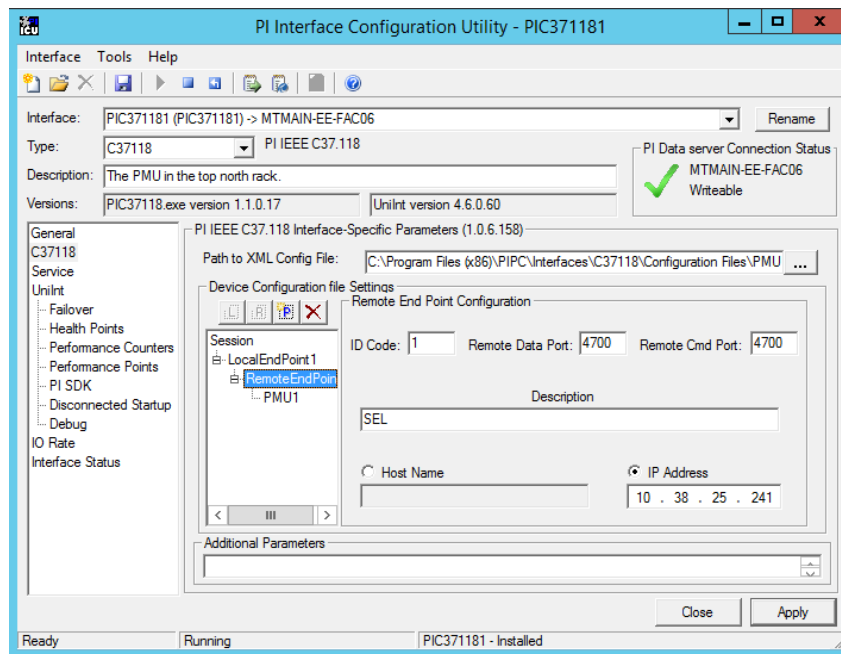 icu
PI Interface Configuration Utility - PIC371181
Interface Tools Help
Interface: PIC371181 (PIC371181) -> MTMAIN-EE-FAC06 Rename
Type: C37118 PI IEEE C37.118
PI Data server Connection Status
MTMAIN-EE-FAC06
Writeable
Description: The PMU in the top north rack.
Versions: PIC37118.exe version 1.1.0.17 UniInt version 4.6.0.60
General
C37118
Service
UniInt
Failover
Health Points
Performance Counters
Performance Points
PI SDK
Disconnected Startup
Debug
IO Rate
Interface Status
PI IEEE C37.118 Interface-Specific Parameters (1.0.6.158)
Path to XML Config File: C:\Program Files (x86)\PIPC\Interfaces\C37118\Configuration Files\PMU ...
Device Configuration file Settings
L R P
Session
LocalEndPoint1
RemoteEndPoin
PMU1
Remote End Point Configuration
ID Code: 1 Remote Data Port: 4700 Remote Cmd Port: 4700
Description
SEL
Host Name IP Address
10 . 38 . 25 . 241
Additional Parameters
Close Apply
Ready Running PIC371181 - Installed